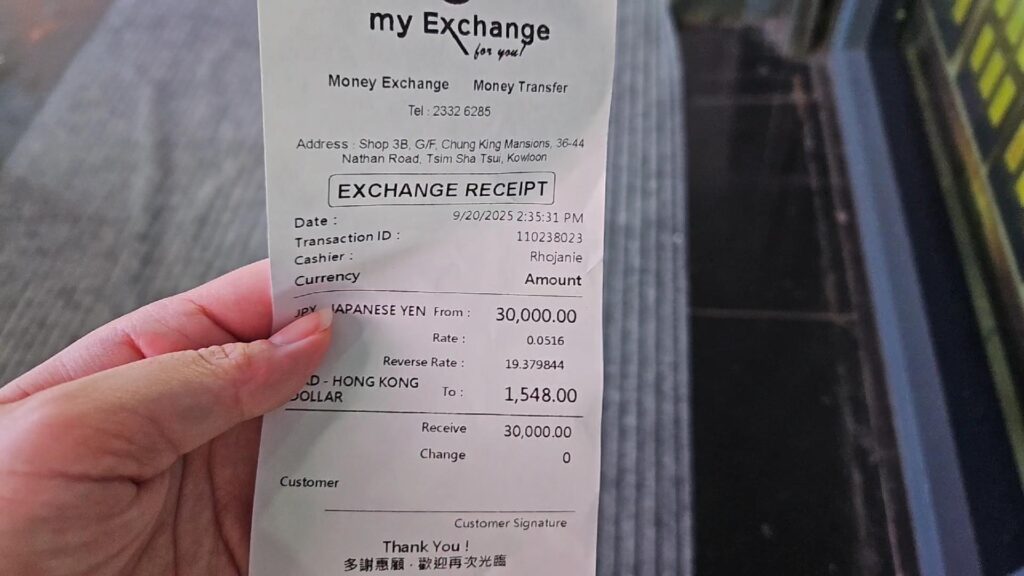 my Exchange
for you!
Money Exchange Money Transfer
Tel : 2332 6285
Address : Shop 3B, G/F, Chung King Mansions, 36-44
Nathan Road, Tsim Sha Tsui, Kowloon
EXCHANGE RECEIPT
Date : 9/20/2025 2:35:31 PM
Transaction ID : 110238023
Cashier : Rhojanie
Currency Amount
JPY JAPANESE YEN From : 30,000.00
Rate : 0.0516
Reverse Rate : 19.379844
- HONG KONG
DOLLAR To : 1,548.00
Receive 30,000.00
Change 0
Customer
Customer Signature
Thank You !
多謝惠顧，歡迎再次光臨